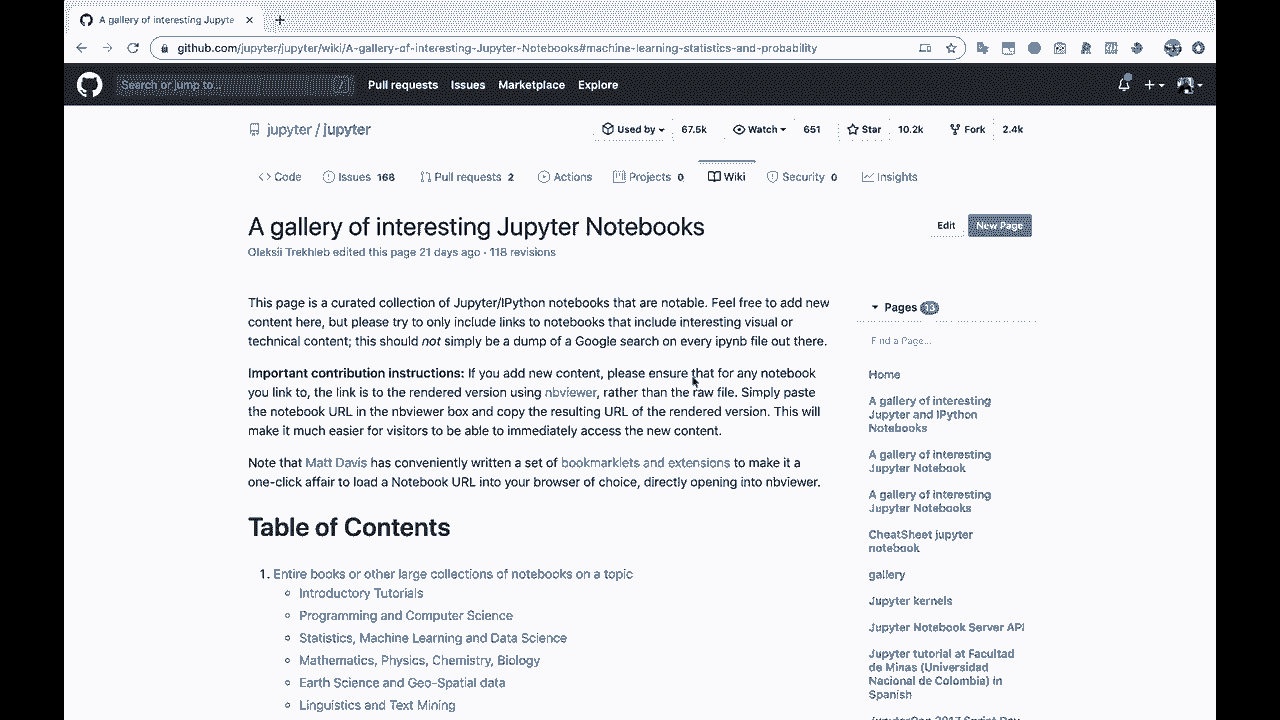 A gallery of interesting Jupyte
github.com/jupyter/jupyter/wiki/A-gallery-of-interesting-Jupyter-Notebooks#machine-learning-statistics-and-probability
Search or jump to... /
Pull requests Issues Marketplace Explore
jupyter / jupyter
Used by 67.5k Watch 651 Star 10.2k Fork 2.4k
Code Issues 168 Pull requests 2 Actions Projects 0 Wiki Security 0 Insights
A gallery of interesting Jupyter Notebooks
Edit New Page
Oleksii Trekhleb edited this page 21 days ago · 118 revisions
This page is a curated collection of Jupyter/IPython notebooks that are notable. Feel free to add new
content here, but please try to only include links to notebooks that include interesting visual or
technical content; this should not simply be a dump of a Google search on every ipynb file out there.
Important contribution instructions: If you add new content, please ensure that for any notebook
you link to, the link is to the rendered version using nbviewer, rather than the raw file. Simply paste
the notebook URL in the nbviewer box and copy the resulting URL of the rendered version. This will
make it much easier for visitors to be able to immediately access the new content.
Note that Matt Davis has conveniently written a set of bookmarklets and extensions to make it a
one-click affair to load a Notebook URL into your browser of choice, directly opening into nbviewer.
Table of Contents
1. Entire books or other large collections of notebooks on a topic
Introductory Tutorials
Programming and Computer Science
Statistics, Machine Learning and Data Science
Mathematics, Physics, Chemistry, Biology
Earth Science and Geo-Spatial data
Linguistics and Text Mining
Pages 13
Find a Page...
Home
A gallery of interesting
Jupyter and IPython
Notebooks
A gallery of interesting
Jupyter Notebook
A gallery of interesting
Jupyter Notebooks
CheatSheet jupyter
notebook
gallery
Jupyter kernels
Jupyter Notebook Server API
Jupyter tutorial at Facultad
de Minas (Universidad
Nacional de Colombia) in
Spanish
JupyterCon 2017 Sprint Day